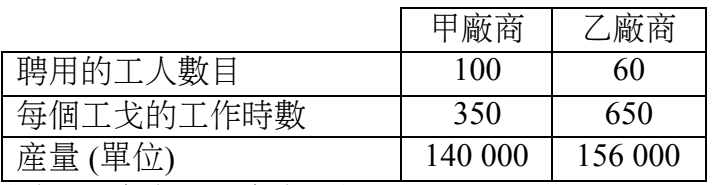 甲廠商 乙廠商
聘用的工人數目 100 60
每個工戈的工作時數 350 650
産量 (單位) 140 000 156 000